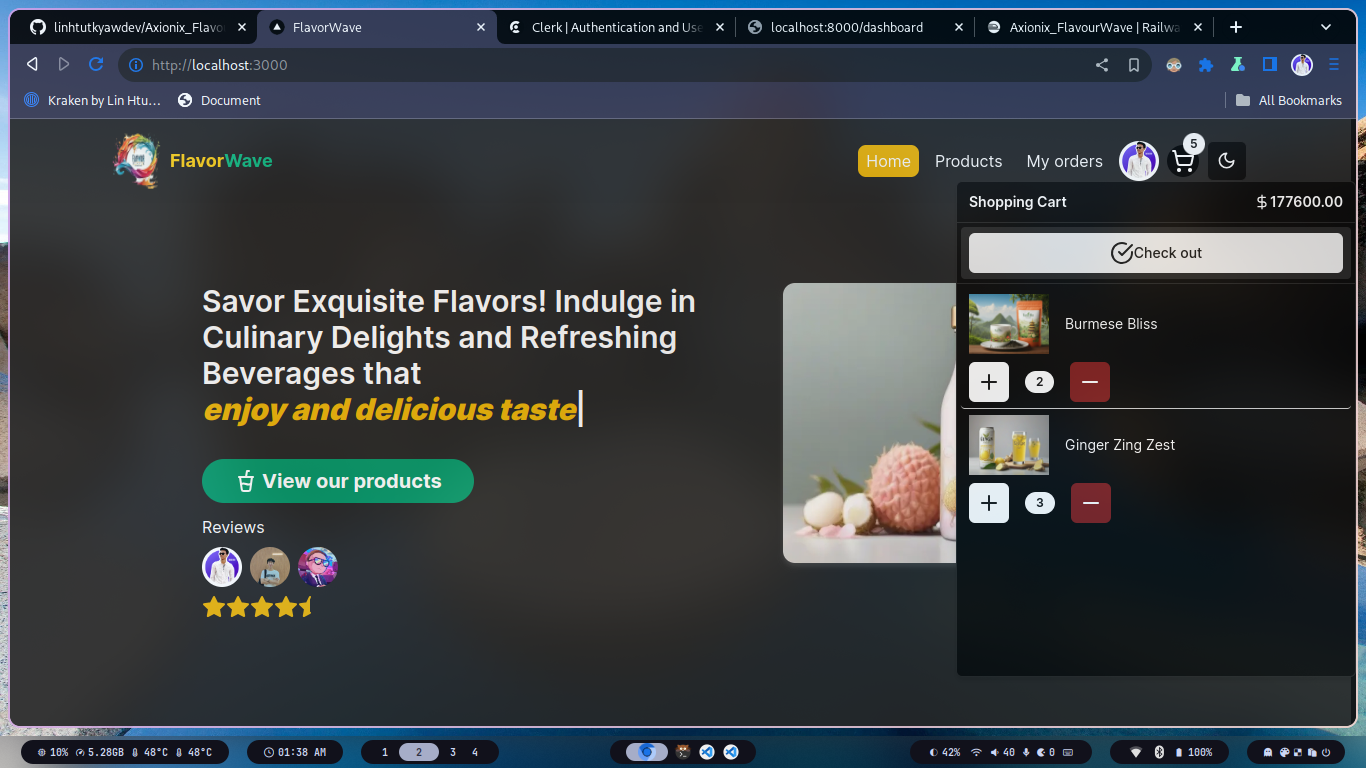 linhtutkyawdev/Axionix_Flavo
FlavorWave
Clerk | Authentication and Use
localhost:8000/dashboard
Axionix_FlavourWave | Railwa
http://localhost:3000
Kraken by Lin Htu...
Document
All Bookmarks
FlavorWave
Home
Products
My orders
5
Shopping Cart
$177600.00
Check out
Savor Exquisite Flavors! Indulge in
Culinary Delights and Refreshing
Beverages that
enjoy and delicious taste
View our products
Reviews
Burmese Bliss
2
Ginger Zing Zest
3
10% 5.28GB 48°C 48°C
01:38 AM
1 2 3 4
42% 40 0
100%